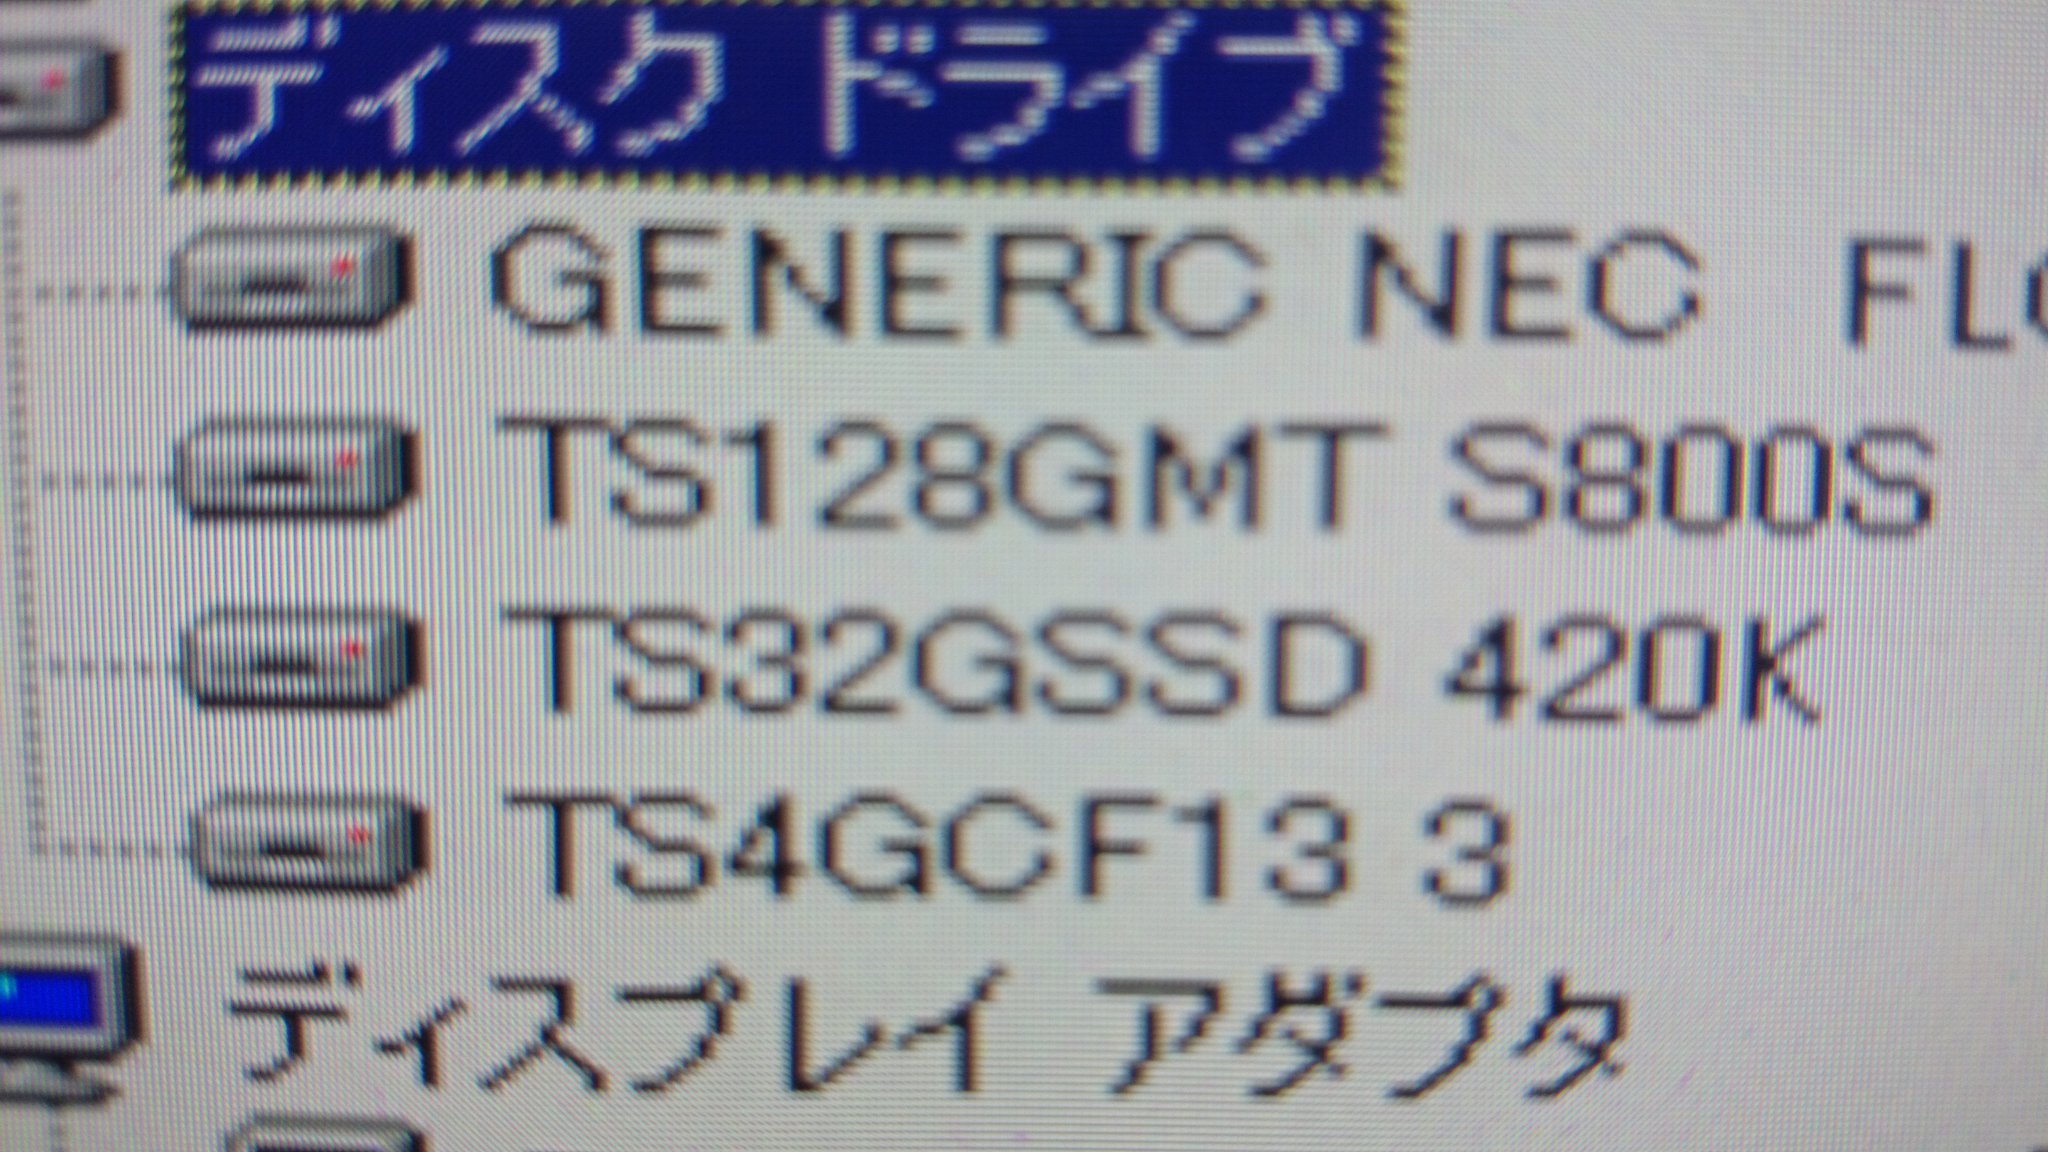 ディスク ドライブ
GENERIC NEC FL
TS128GMT S800S
TS32GSSD 420K
TS4GCF13 3
ディスプレイ アダプタ